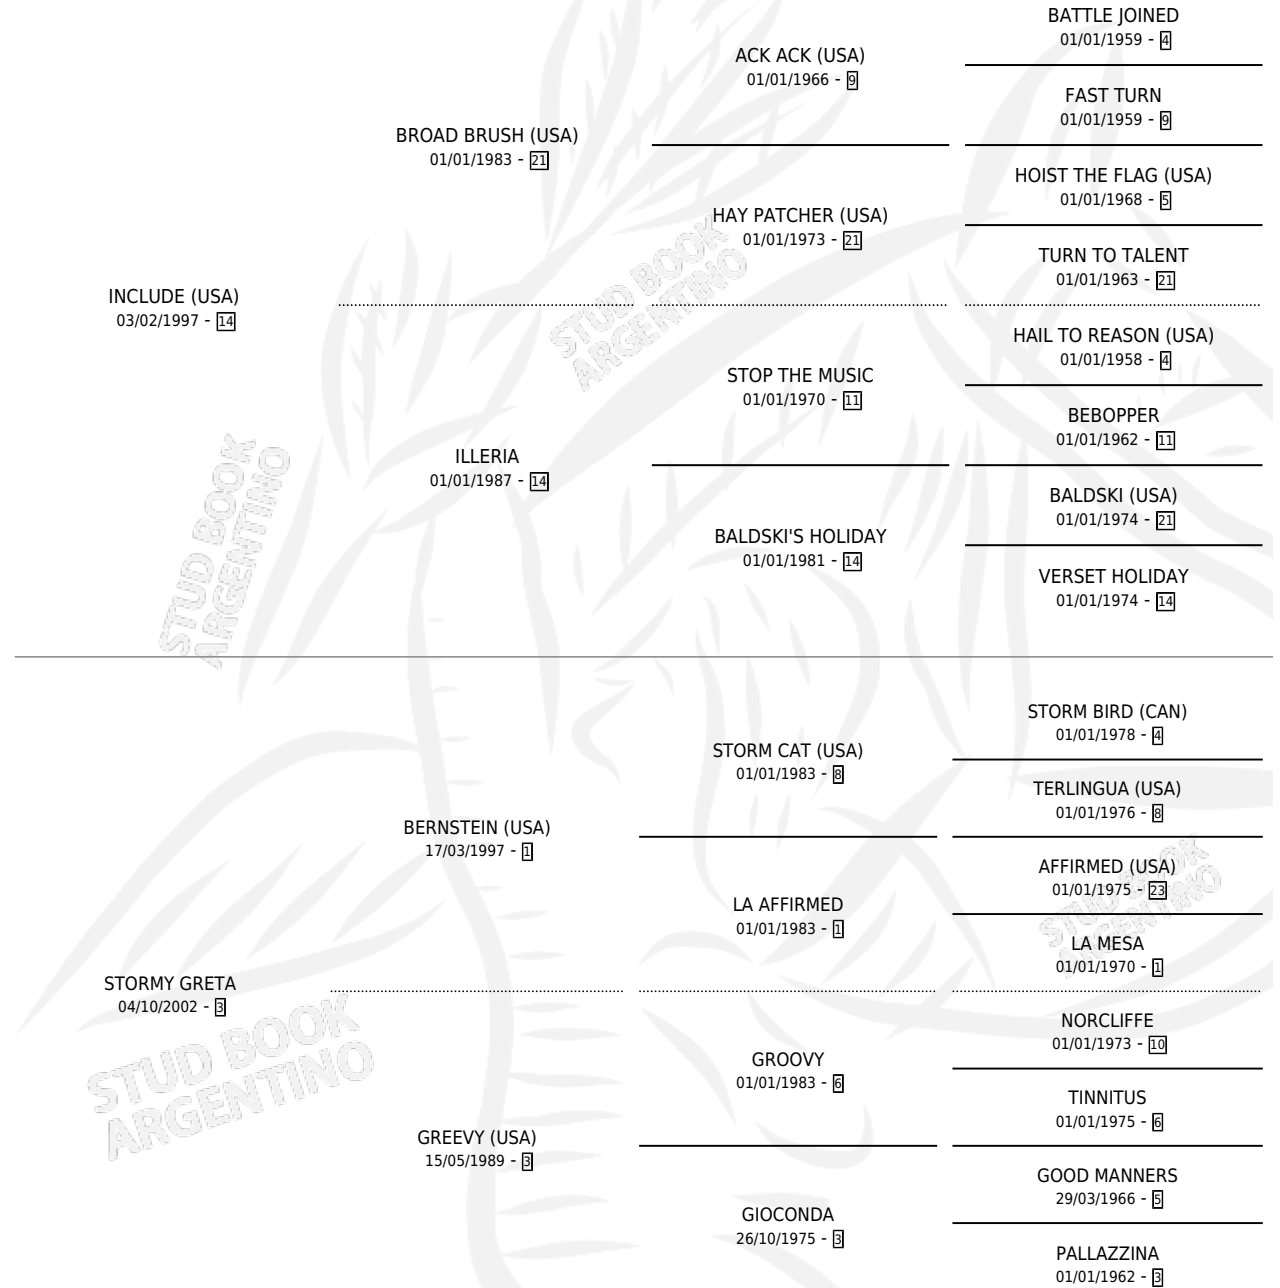 BATTLE JOINED
01/01/1959 - 4
ACK ACK (USA)
01/01/1966 - 9
FAST TURN
01/01/1959 - 9
BROAD BRUSH (USA)
01/01/1983 - 21
HOIST THE FLAG (USA)
01/01/1968 - 5
HAY PATCHER (USA)
01/01/1973 - 21
TURN TO TALENT
01/01/1963 - 21
INCLUDE (USA)
03/02/1997 - 14
STUD BOOK
ARGENTINO
HAIL TO REASON (USA)
01/01/1958 - 4
STOP THE MUSIC
01/01/1970 - 11
BEBOPPER
01/01/1962 - 11
ILLERIA
01/01/1987 - 14
STUD BOOK
ARGENTINO
BALDSKI (USA)
01/01/1974 - 21
BALDSKI'S HOLIDAY
01/01/1981 - 14
VERSET HOLIDAY
01/01/1974 - 14
STORM BIRD (CAN)
01/01/1978 - 4
STORM CAT (USA)
01/01/1983 - 8
TERLINGUA (USA)
01/01/1976 - 8
BERNSTEIN (USA)
17/03/1997 - 1
AFFIRMED (USA)
01/01/1975 - 23
STUD BOOK
ARGENTINO
LA AFFIRMED
01/01/1983 - 1
LA MESA
01/01/1970 - 1
STORMY GRETA
04/10/2002 - 3
STUD BOOK
ARGENTINO
NORCLIFFE
01/01/1973 - 10
GROOVY
01/01/1983 - 6
TINNITUS
01/01/1975 - 6
GREEVY (USA)
15/05/1989 - 3
GOOD MANNERS
29/03/1966 - 5
GIOCONDA
26/10/1975 - 3
PALLAZZINA
01/01/1962 - 3